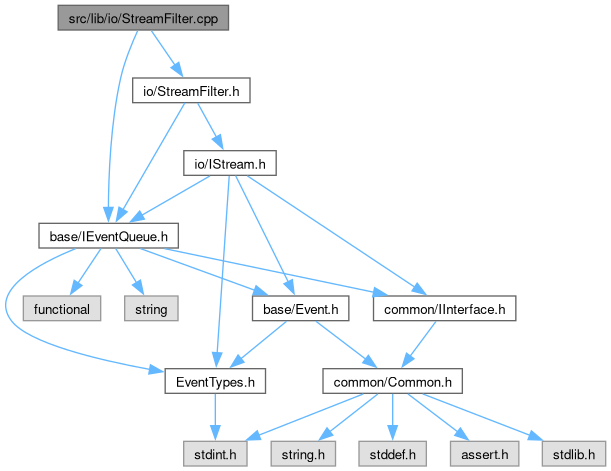 src/lib/io/StreamFilter.cpp
io/StreamFilter.h
io/IStream.h
base/IEventQueue.h
functional
string
base/Event.h
common/IInterface.h
EventTypes.h
common/Common.h
stdint.h
string.h
stddef.h
assert.h
stdlib.h